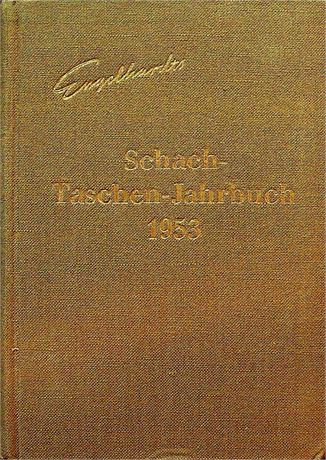 Engelhardts
Schach-
Taschen-Jahrbuch
1953